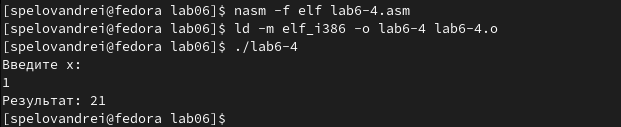 [spelovandrei@fedora lab06]$ nasm -f elf lab6-4.asm
[spelovandrei@fedora lab06]$ ld -m elf_i386 -o lab6-4 lab6-4.o
[spelovandrei@fedora lab06]$ ./lab6-4
Введите x:
1
Результат: 21
[spelovandrei@fedora lab06]$